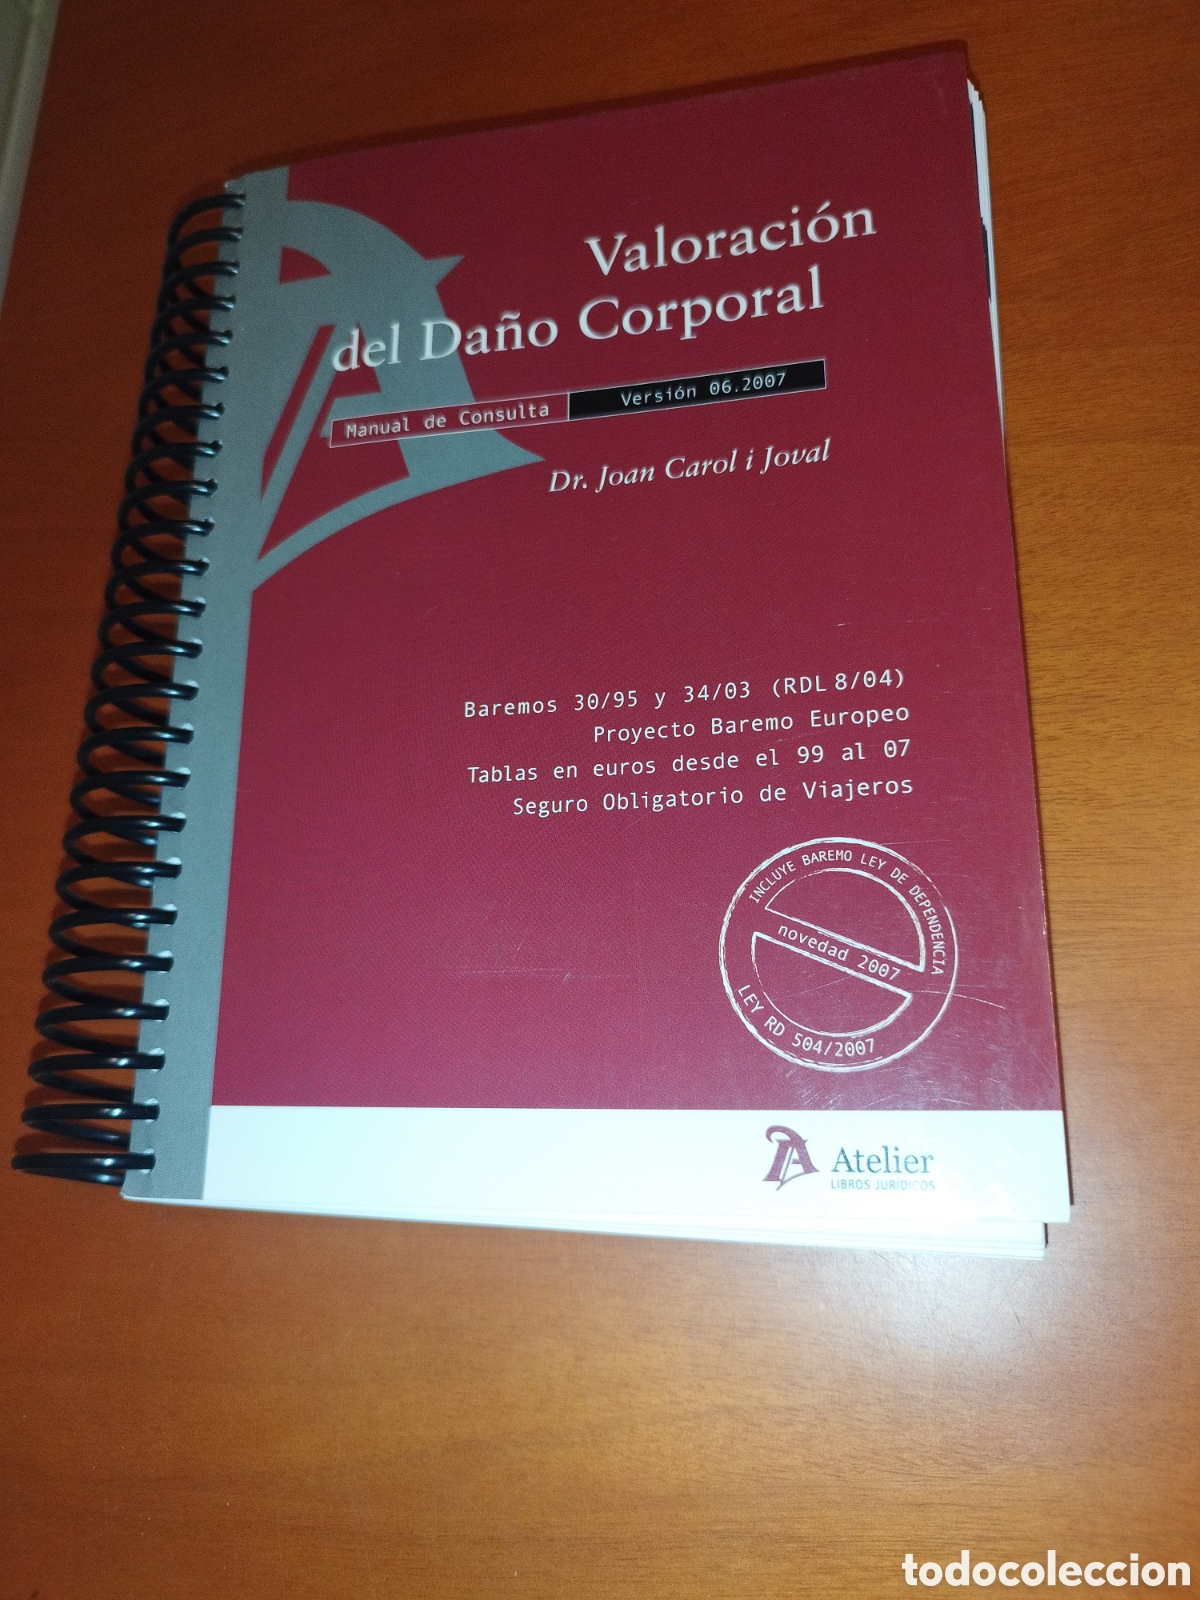 Valoración
del Daño Corporal
Manual de Consulta
Versión 06.2007
Dr. Joan Carol i Joval
Baremos 30/95 y 34/03 (RDL 8/04)
Proyecto Baremo Europeo
Tablas en euros desde el 99 al 07
Seguro Obligatorio de Viajeros
INCLUYE BAREMO LEY DE DEPENDENCIA
novedad 2007
LEY RD 504/2007
Atelier
LIBROS JURÍDICOS
todocoleccion